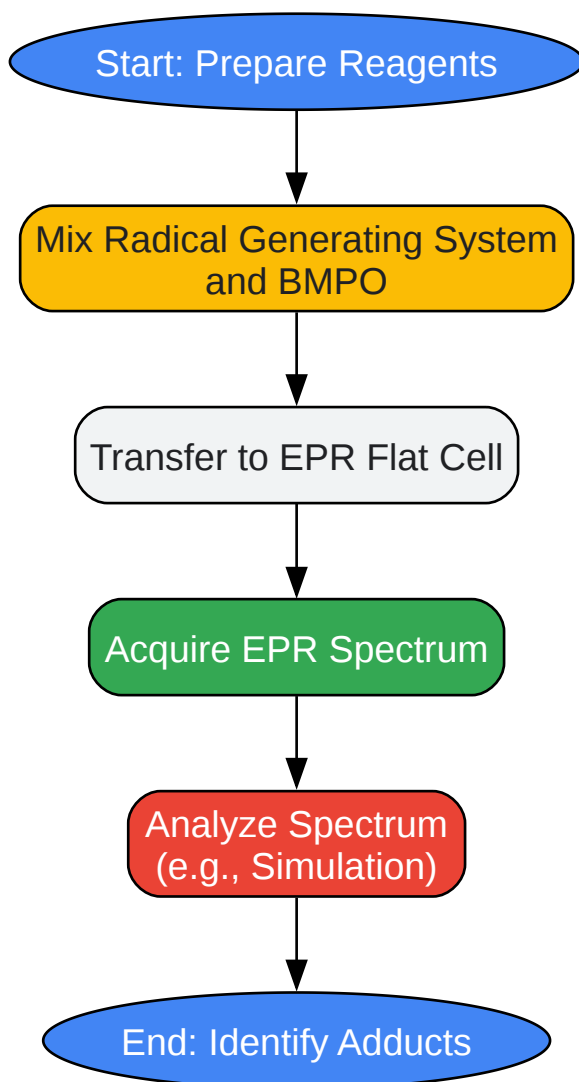 Start: Prepare Reagents
Mix Radical Generating System
and BMPO
Transfer to EPR Flat Cell
Acquire EPR Spectrum
Analyze Spectrum
(e.g., Simulation)
End: Identify Adducts